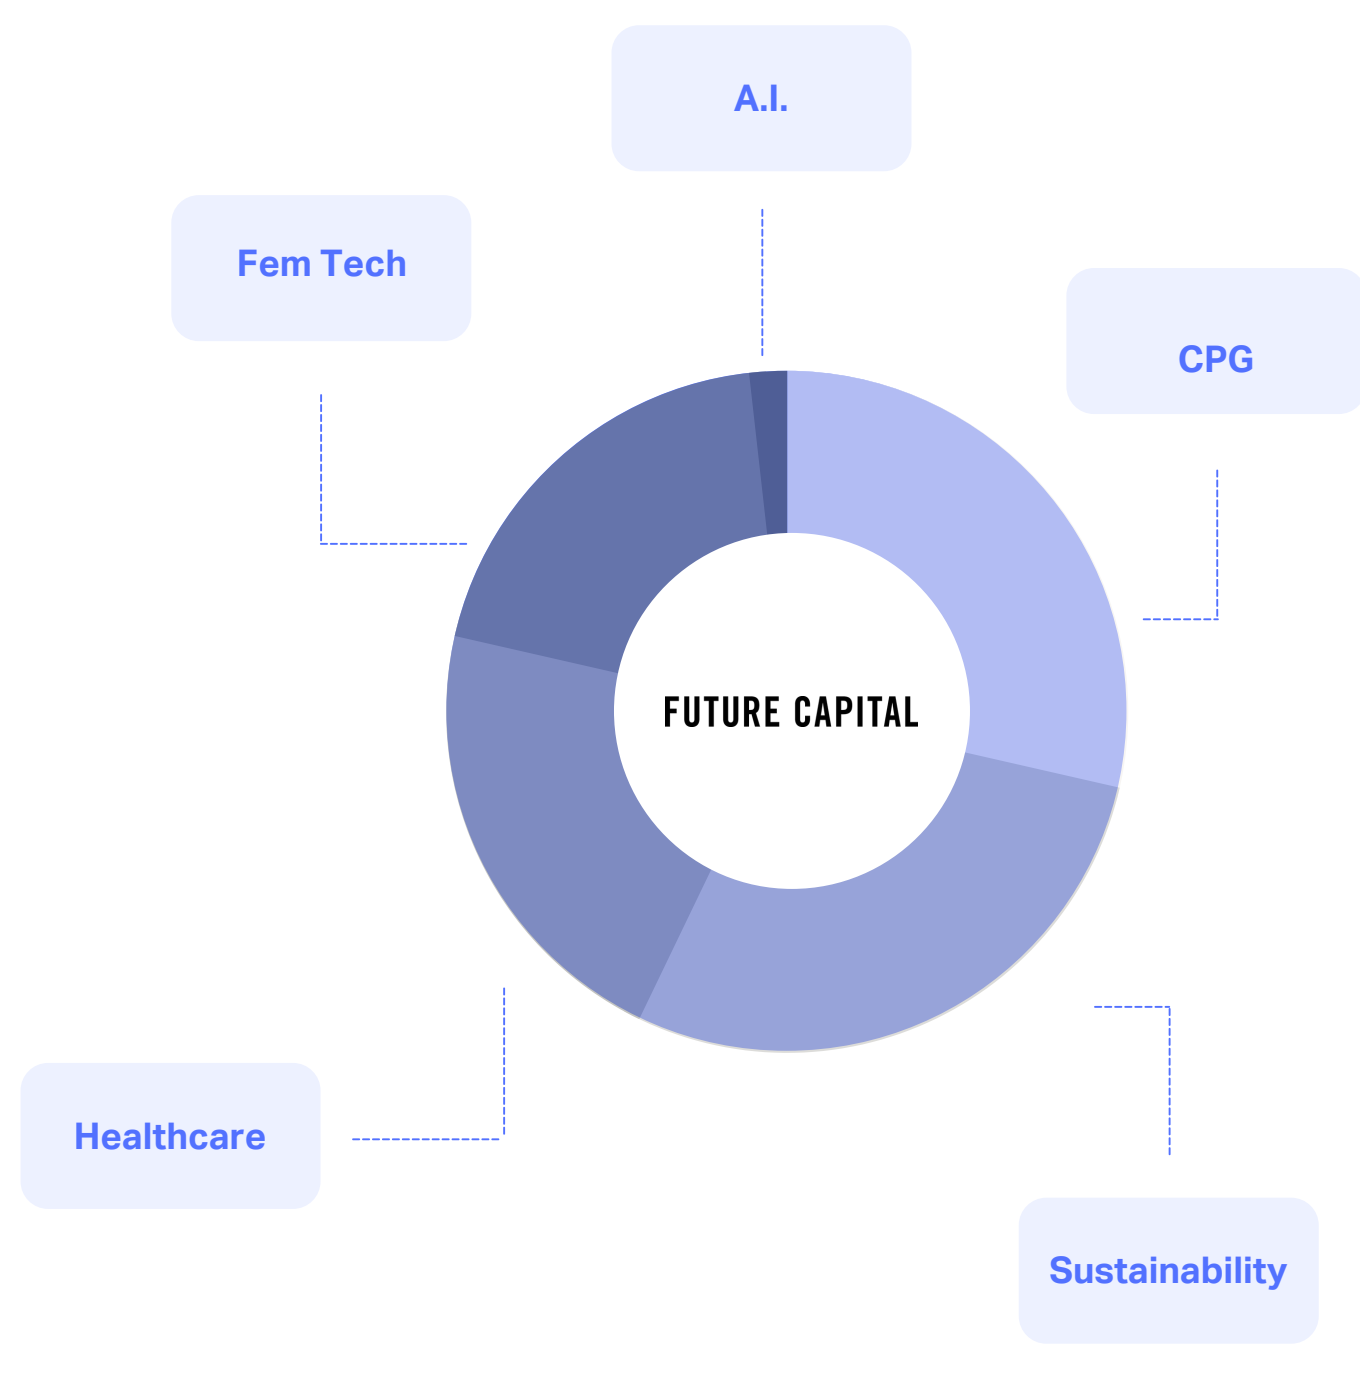 A.I.
Fem Tech
CPG
FUTURE CAPITAL
Healthcare
Sustainability